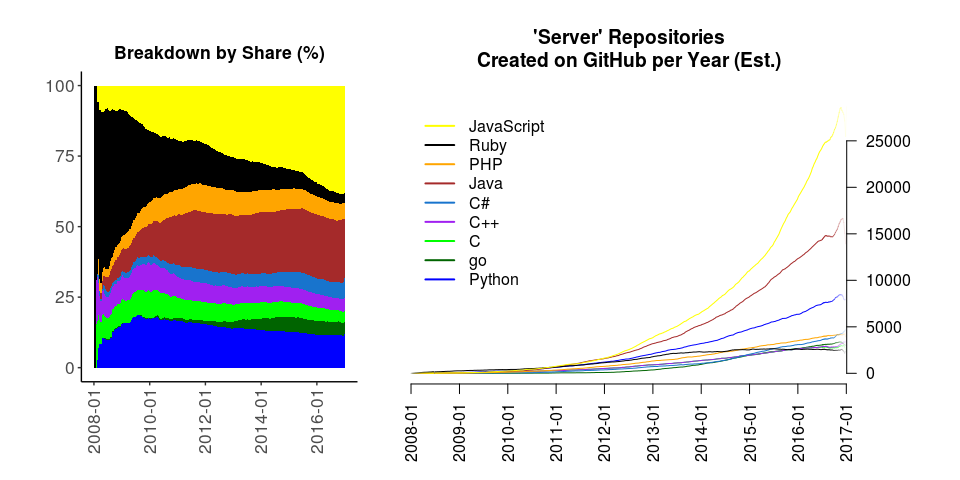 Breakdown by Share (%)
100
75
50
25
0
2008-01
2010-01
2012-01
2014-01
2016-01
'Server' Repositories
Created on GitHub per Year (Est.)
JavaScript
Ruby
PHP
Java
C#
C++
C
go
Python
25000
20000
15000
10000
5000
0
2008-01
2009-01
2010-01
2011-01
2012-01
2013-01
2014-01
2015-01
2016-01
2017-01